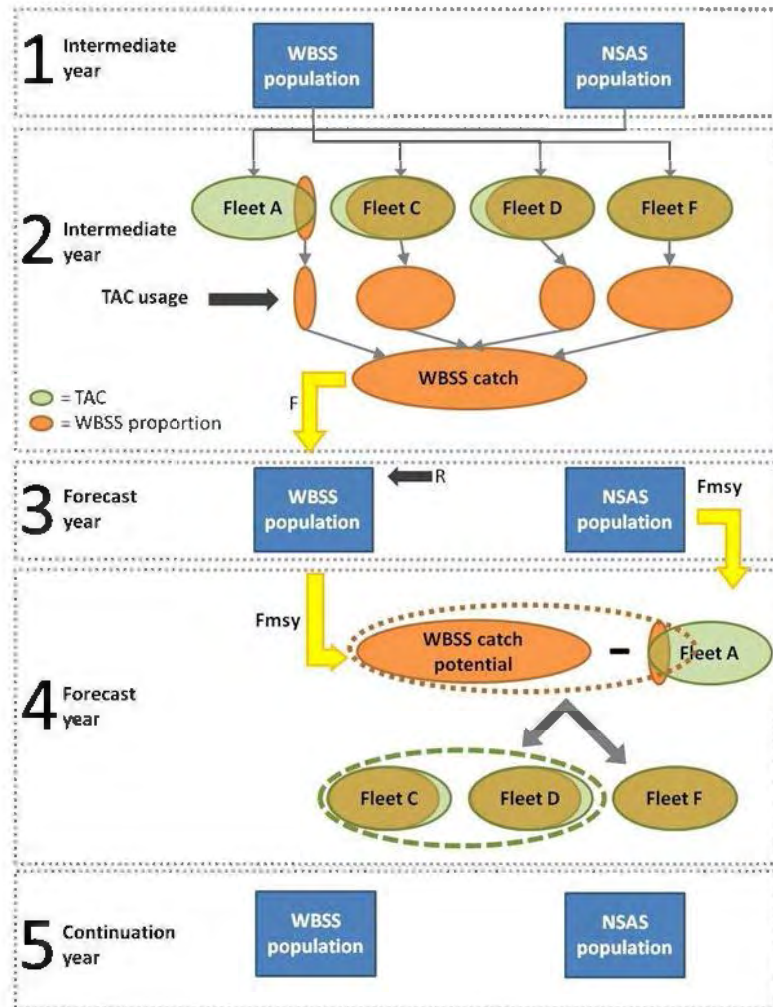 1
Intermediate
year
WBSS
population
NSAS
population
2
Intermediate
year
Fleet A
Fleet C
Fleet D
Fleet F
TAC usage
WBSS catch
F
= TAC
= WBSS proportion
3
Forecast
year
WBSS
population
R
NSAS
population
Fmsy
4
Forecast
year
Fmsy
WBSS catch
potential
-
Fleet A
Fleet C
Fleet D
Fleet F
5
Continuation
year
WBSS
population
NSAS
population